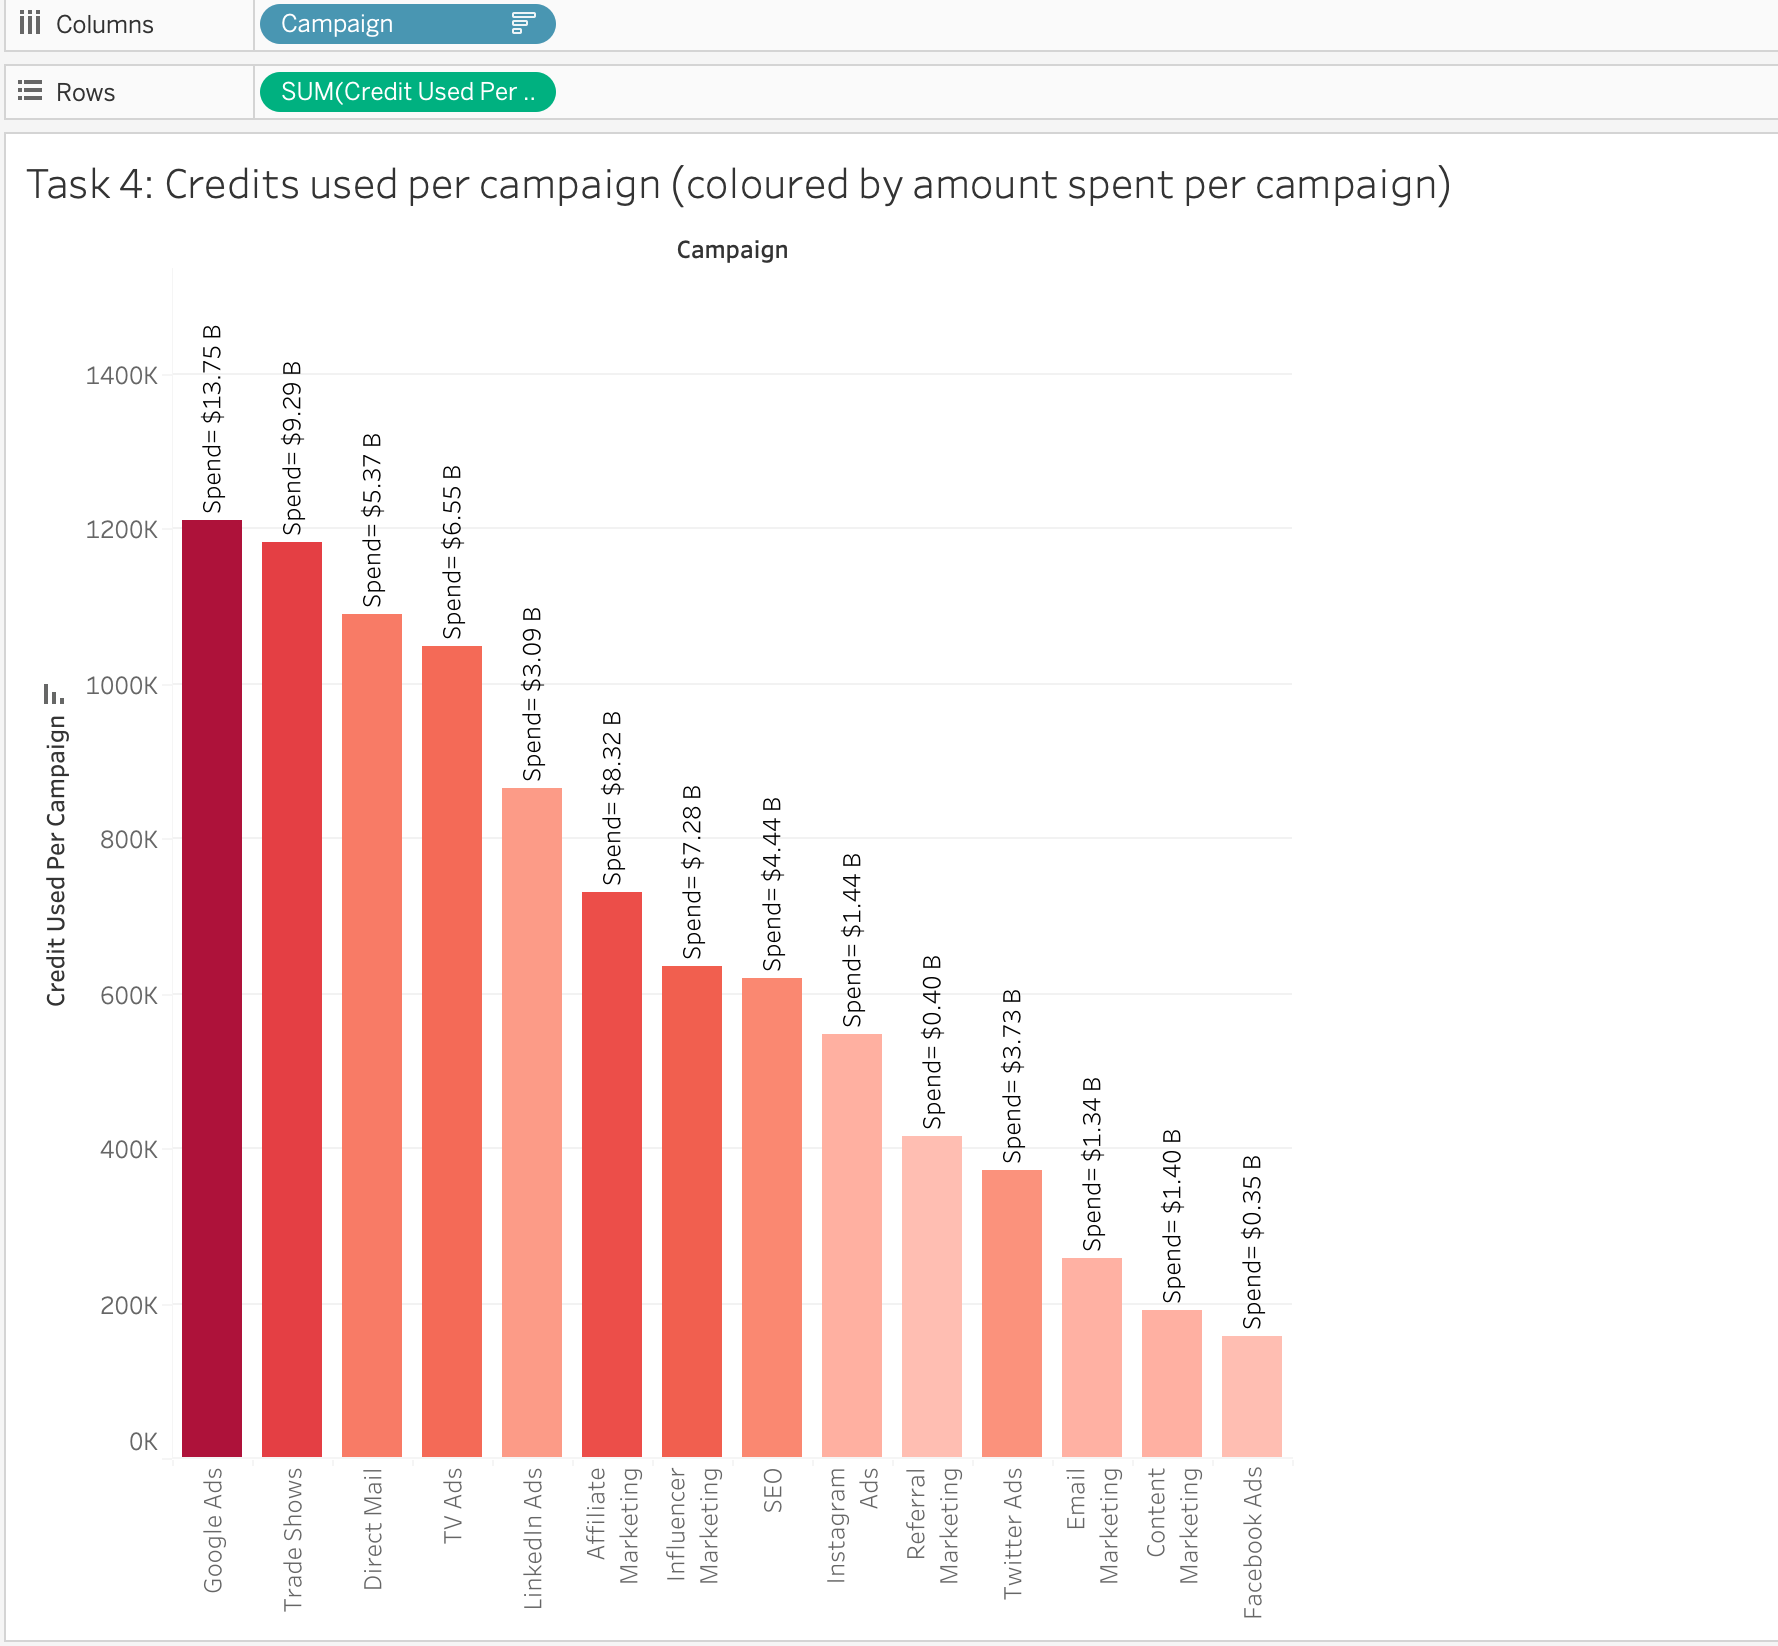 Columns
Campaign
Rows
SUM(Credit Used Per ..
Task 4: Credits used per campaign (coloured by amount spent per campaign)
Campaign
Credit Used Per Campaign
1400K
1200K
1000K
800K
600K
400K
200K
0K
Spend= $13.75 B
Spend= $9.29 B
Spend= $5.37 B
Spend= $6.55 B
Spend= $3.09 B
Spend= $8.32 B
Spend= $7.28 B
Spend= $4.44 B
Spend= $1.44 B
Spend= $0.40 B
Spend= $3.73 B
Spend= $1.34 B
Spend= $1.40 B
Spend= $0.35 B
Google Ads
Trade Shows
Direct Mail
TV Ads
LinkedIn Ads
Affiliate
Marketing
Influencer
Marketing
SEO
Instagram
Ads
Referral
Marketing
Twitter Ads
Email
Marketing
Content
Marketing
Facebook Ads